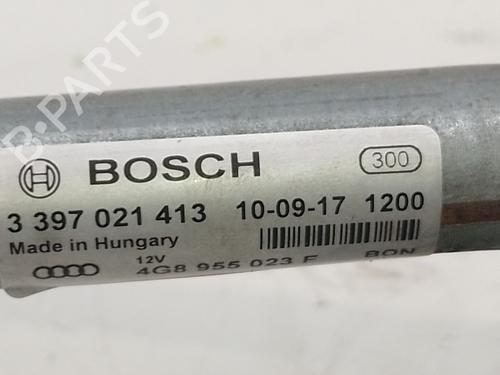 B-PARTS
BOSCH 300
3 397 021 413 10-09-17 1200
Made in Hungary
12V
4G8 955 023 F BON